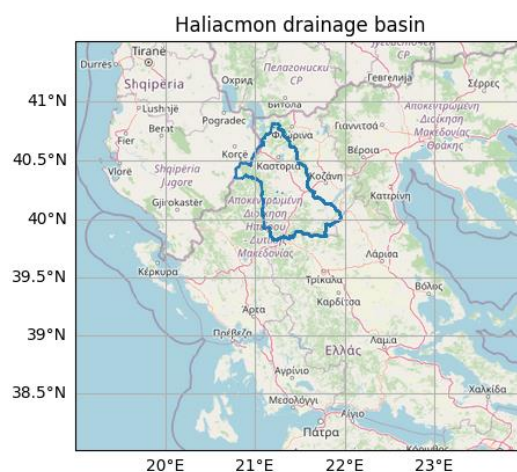 Haliacmon drainage basin
Tiranë
Durrës
Shqipëria
Охрид
Пелагониски
СР
Гевгелија
Σέρρες
Lushnjë
Pogradec
Битола
41°N
Αποκεντρωμένη
Διοίκηση
Μακεδονίας
Θράκης
Fier
Berat
Φλώρινα
Γιαννιτσά
Korçë
Βέροια
40.5°N
Vlorë
Shqipëria
Jugore
Καστοριά
Κοζάνη
Κατερίνη
Gjirokastër
Αποκεντρωμένη
Διοίκηση
Ηπείρου
Δυτικής
Μακεδονίας
40°N
Λάρισα
Κέρκυρα
39.5°N
Τρίκαλα
Καρδίτσα
Βόλος
Άρτα
39°N
Πρέβεζα
Λαμία
Ελλάς
Αγρίνιο
38.5°N
Χαλκίδα
Μεσολόγγι
Αίγιο
Πάτρα
20°E
21°E
22°E
23°E